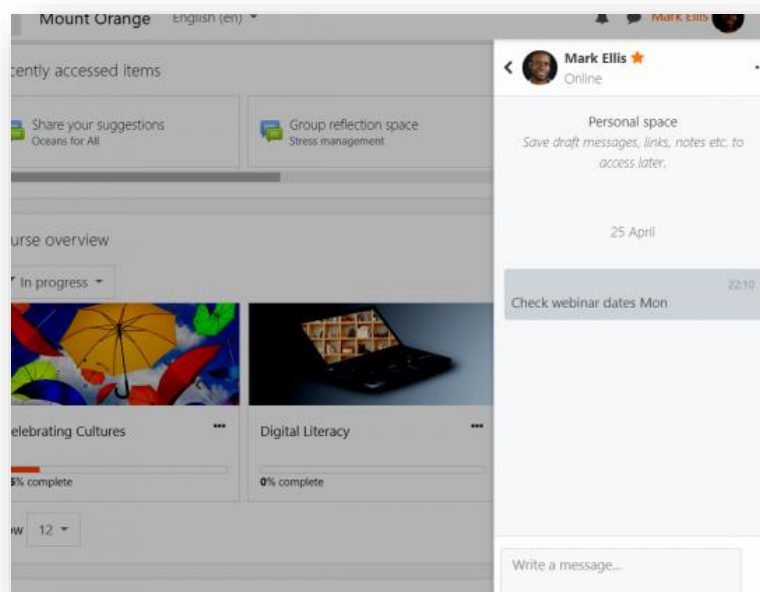 Mount Orange English (en)
Mark Ellis
cently accessed items
Share your suggestions
Oceans for All
Group reflection space
Stress management
urse overview
In progress
elebrating Cultures
% complete
Digital Literacy
0% complete
ow 12
Mark Ellis
Online
Personal space
Save draft messages, links, notes etc. to
access later.
25 April
22:10
Check webinar dates Mon
Write a message...